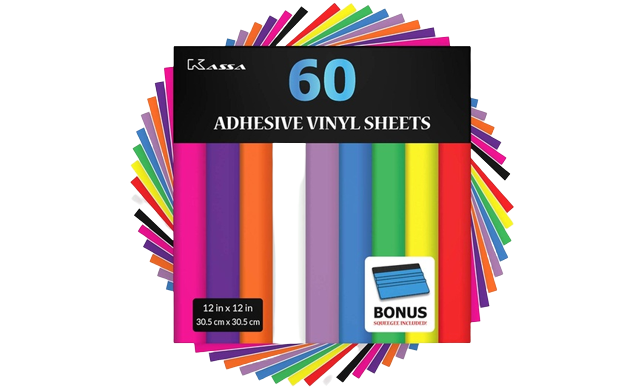 KASSA
60
ADHESIVE VINYL SHEETS
12 in x 12 in
30.5 cm x 30.5 cm
BONUS
SQUEEGEE INCLUDED!